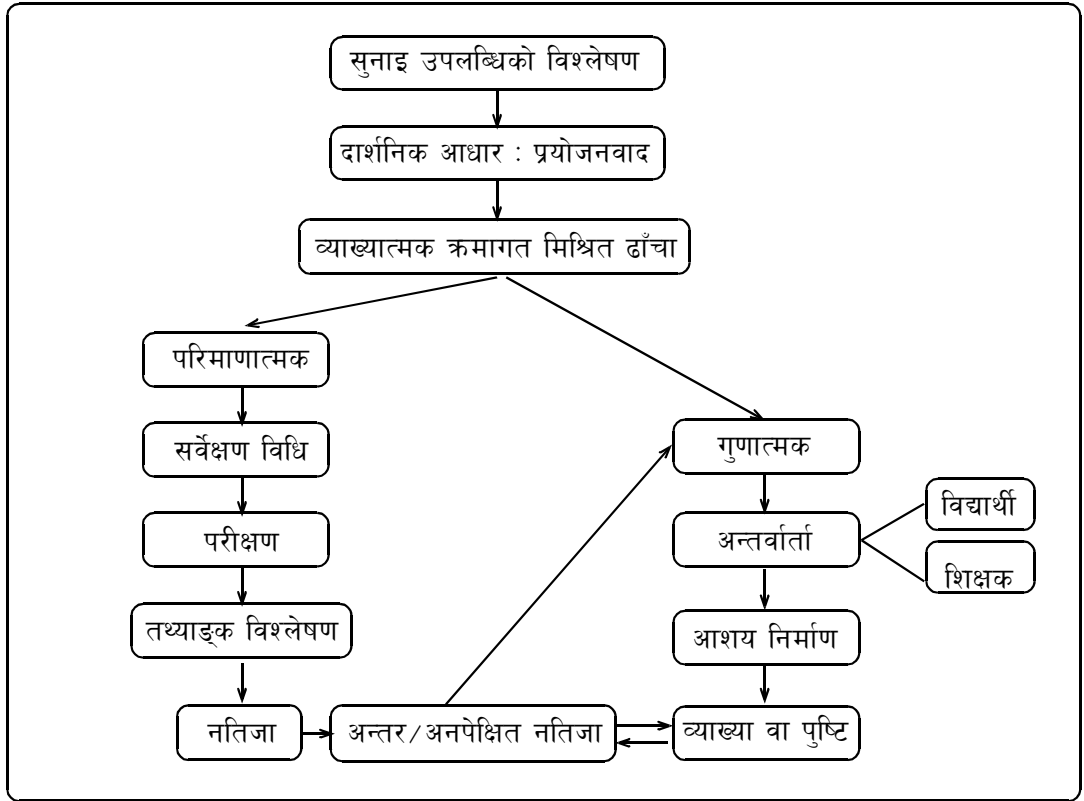 सुनाइ उपलब्धिको विश्लेषण
दार्शनिक आधार : प्रयोजनवाद
व्याख्यात्मक क्रमागत मिश्रित ढाँचा
परिमाणात्मक
सर्वेक्षण विधि
परीक्षण
तथ्याङ्क विश्लेषण
नतिजा
अन्तर/अनपेक्षित नतिजा
गुणात्मक
अन्तर्वार्ता
विद्यार्थी
शिक्षक
आशय निर्माण
व्याख्या वा पुष्टि